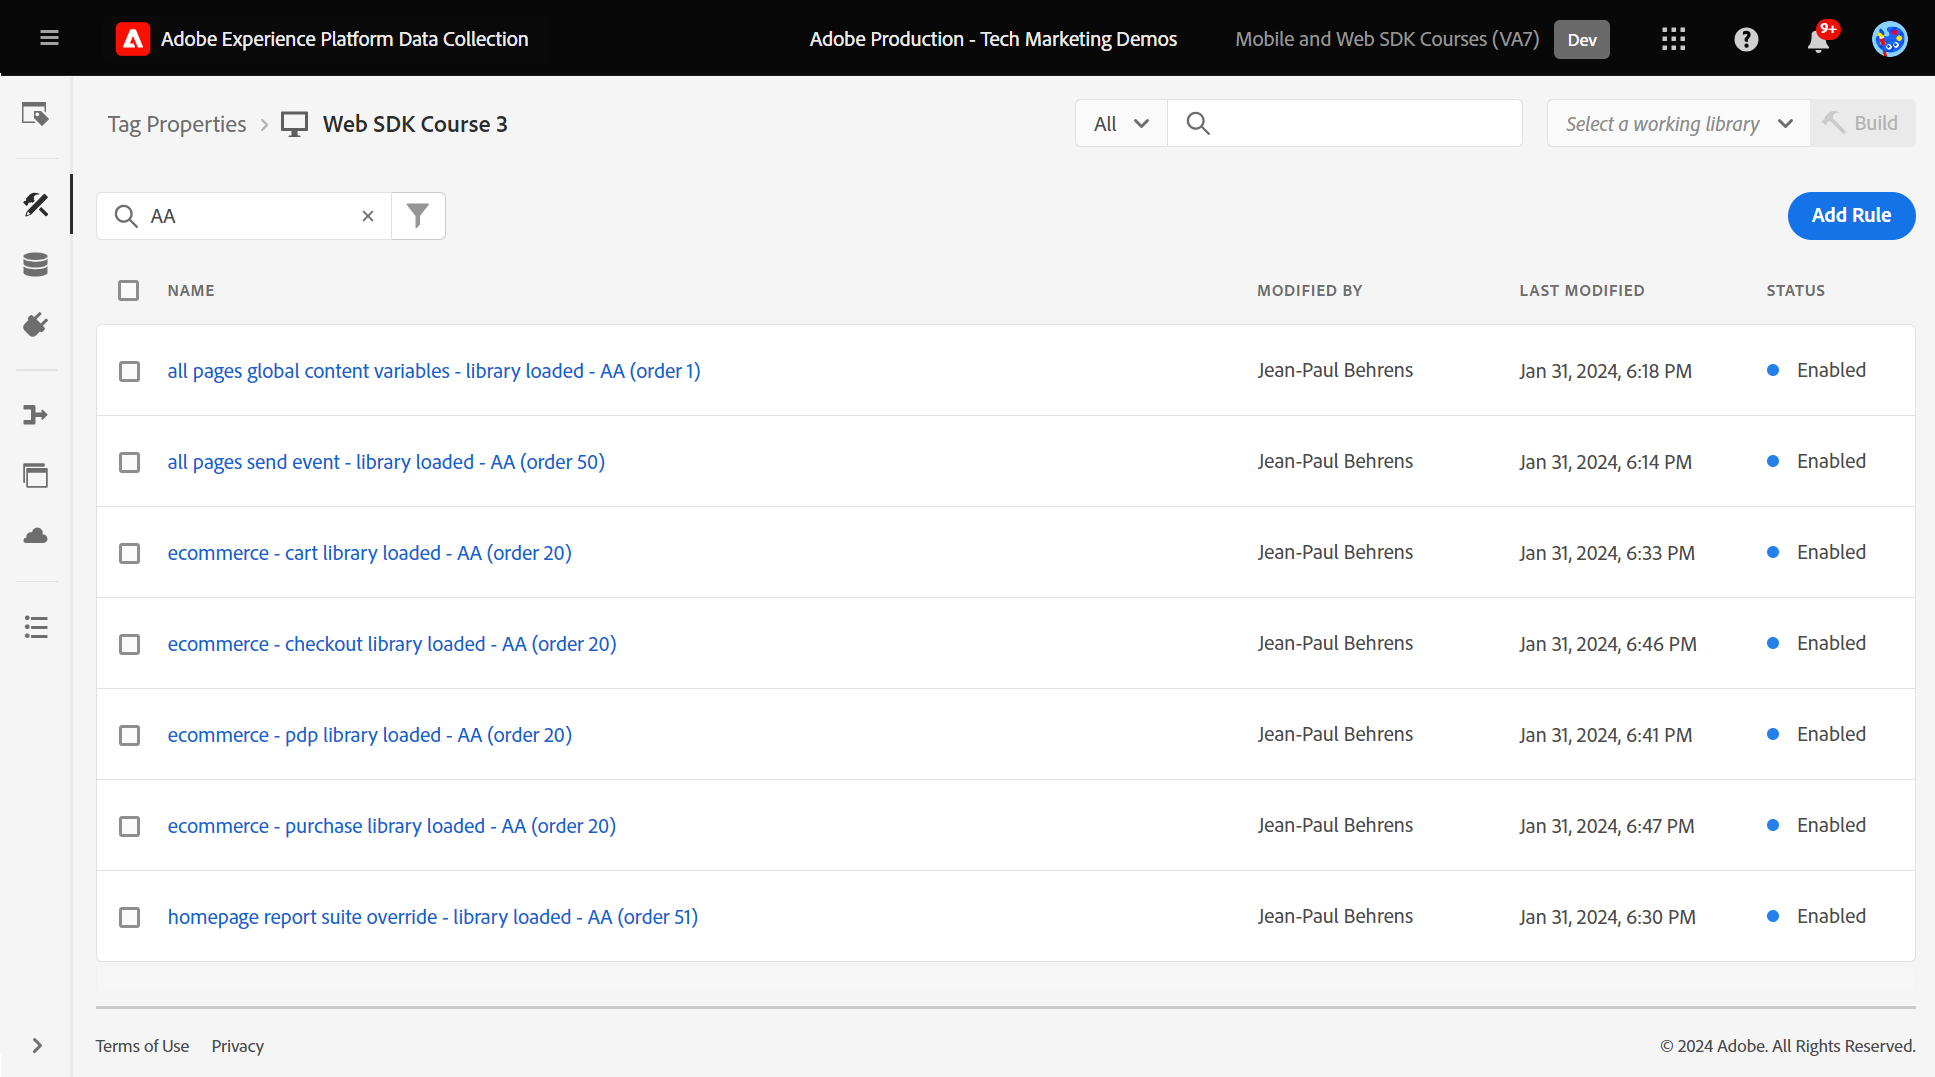 Adobe Experience Platform Data Collection
Adobe Production - Tech Marketing Demos
Mobile and Web SDK Courses (VA7)
Dev
9+
Tag Properties
Web SDK Course 3
All
Select a working library
Build
AA
Add Rule
NAME MODIFIED BY LAST MODIFIED STATUS
all pages global content variables - library loaded - AA (order 1) Jean-Paul Behrens Jan 31, 2024, 6:18 PM Enabled
all pages send event - library loaded - AA (order 50) Jean-Paul Behrens Jan 31, 2024, 6:14 PM Enabled
ecommerce - cart library loaded - AA (order 20) Jean-Paul Behrens Jan 31, 2024, 6:33 PM Enabled
ecommerce - checkout library loaded - AA (order 20) Jean-Paul Behrens Jan 31, 2024, 6:46 PM Enabled
ecommerce - pdp library loaded - AA (order 20) Jean-Paul Behrens Jan 31, 2024, 6:41 PM Enabled
ecommerce - purchase library loaded - AA (order 20) Jean-Paul Behrens Jan 31, 2024, 6:47 PM Enabled
homepage report suite override - library loaded - AA (order 51) Jean-Paul Behrens Jan 31, 2024, 6:30 PM Enabled
Terms of Use Privacy © 2024 Adobe. All Rights Reserved.